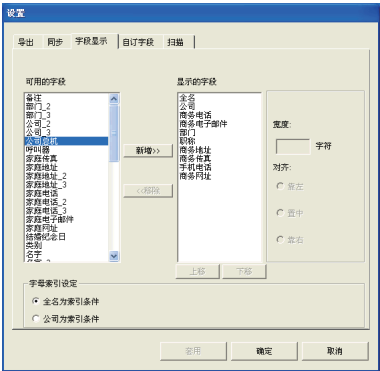 设置
导出 同步 字段显示 自订字段 扫描
可用的字段
备注
部门_2
部门_3
公司_2
公司_3
公司总机
呼叫器
家庭传真
家庭地址
家庭地址_2
家庭地址_3
家庭电话
家庭电话_2
家庭电话_3
家庭电子邮件
家庭网址
结婚纪念日
类别
名字
新增>>
<<移除
显示的字段
全名
公司
商务电话
商务电子邮件
部门
职称
商务地址
商务传真
手机电话
商务网址
上移 下移
宽度:
字符
对齐:
靠左
置中
靠右
字母索引设定
全名为索引条件
公司为索引条件
套用 确定 取消